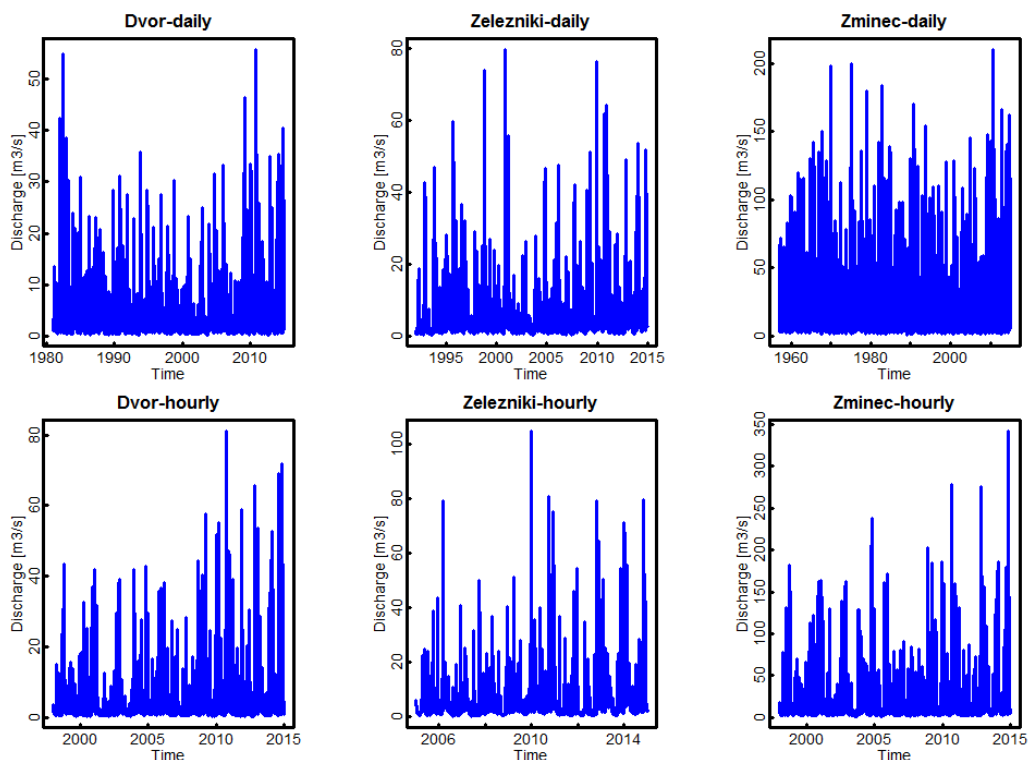 Dvor-daily
Discharge [m3/s]
0 10 20 30 40 50
1980 1990 2000 2010
Time
Zelezniki-daily
Discharge [m3/s]
0 20 40 60 80
1995 2000 2005 2010 2015
Time
Zminec-daily
Discharge [m3/s]
0 50 100 150 200
1960 1980 2000
Time
Dvor-hourly
Discharge [m3/s]
0 20 40 60 80
2000 2005 2010 2015
Time
Zelezniki-hourly
Discharge [m3/s]
0 20 40 60 80 100
2006 2010 2014
Time
Zminec-hourly
Discharge [m3/s]
0 50 100 150 200 250 300 350
2000 2005 2010 2015
Time